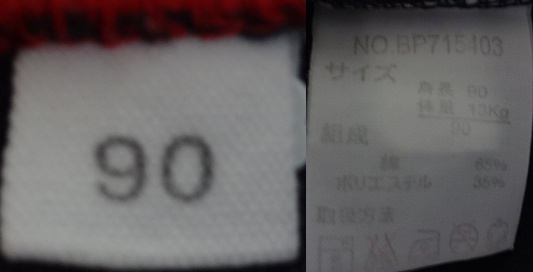 90
NO.BP715403
サイズ
身長 90
体重 13Kg
90
組成
綿 65%
ポリエステル 35%
取扱方法